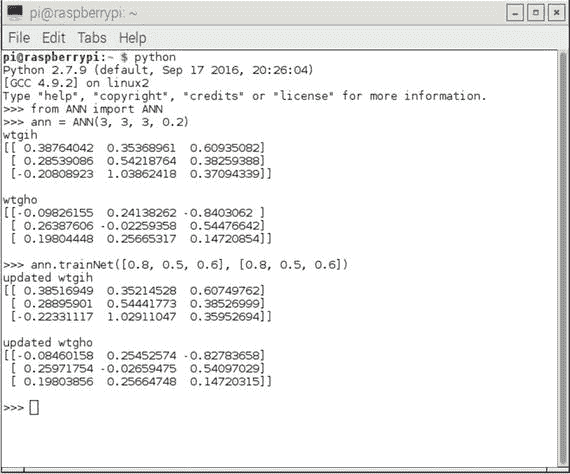 pi@raspberrypi: ~
File Edit Tabs Help
pi@raspberrypi:~ $ python
Python 2.7.9 (default, Sep 17 2016, 20:26:04)
[GCC 4.9.2] on linux2
Type "help", "copyright", "credits" or "license" for more information.
>>> from ANN import ANN
>>> ann = ANN(3, 3, 3, 0.2)
wtgih
[[ 0.38764042 0.35368961 0.60935082]
[ 0.28539086 0.54218764 0.38259388]
[-0.20808923 1.03862418 0.37094339]]
wtgho
[[-0.09826155 0.24138262 -0.8403062 ]
[ 0.26387606 -0.02259358 0.54476642]
[ 0.19804448 0.25665317 0.14720854]]
>>> ann.trainNet([0.8, 0.5, 0.6], [0.8, 0.5, 0.6])
updated wtgih
[[ 0.38516949 0.35214528 0.60749762]
[ 0.28895901 0.54441773 0.38526999]
[-0.22331117 1.02911047 0.35952694]]
updated wtgho
[[-0.08460158 0.25452574 -0.82783658]
[ 0.25971754 -0.02659475 0.54097029]
[ 0.19803856 0.25664748 0.14720315]]
>>>